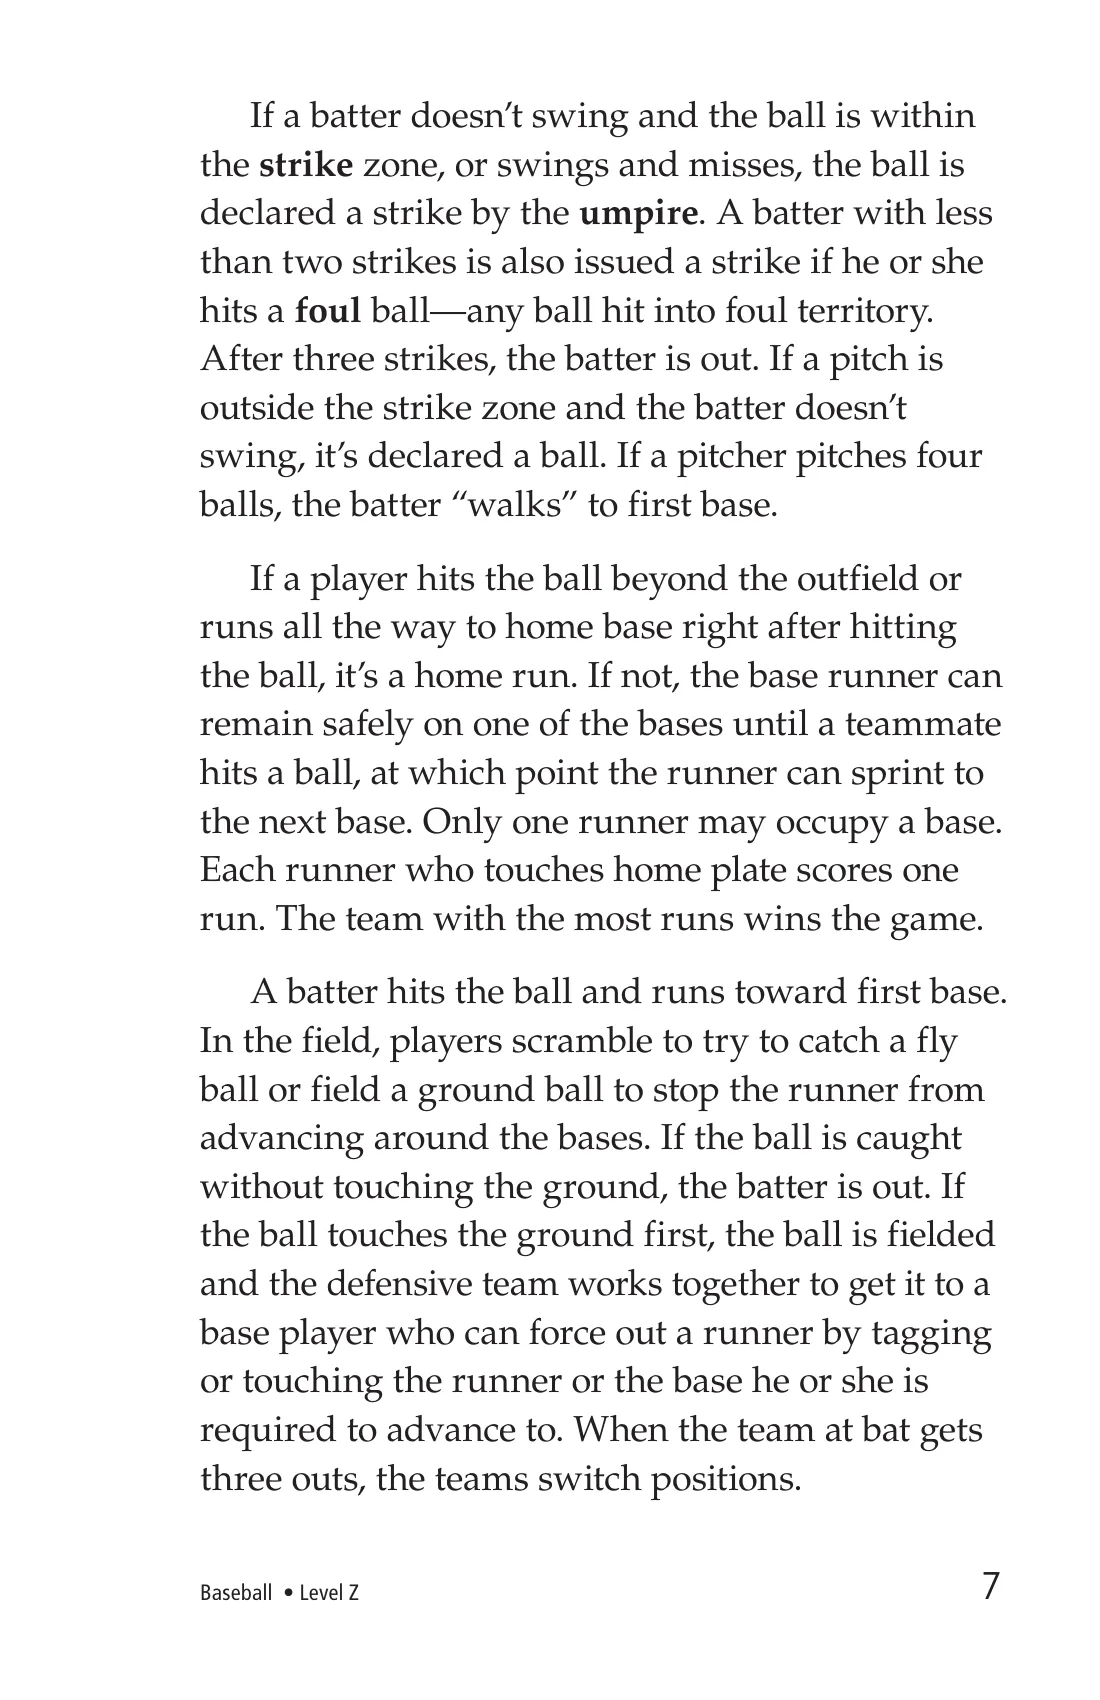 If a batter doesn’t swing and the ball is within
the strike zone, or swings and misses, the ball is
declared a strike by the umpire. A batter with less
than two strikes is also issued a strike if he or she
hits a foul ball—any ball hit into foul territory.
After three strikes, the batter is out. If a pitch is
outside the strike zone and the batter doesn’t
swing, it’s declared a ball. If a pitcher pitches four
balls, the batter “walks” to first base.
If a player hits the ball beyond the outfield or
runs all the way to home base right after hitting
the ball, it’s a home run. If not, the base runner can
remain safely on one of the bases until a teammate
hits a ball, at which point the runner can sprint to
the next base. Only one runner may occupy a base.
Each runner who touches home plate scores one
run. The team with the most runs wins the game.
A batter hits the ball and runs toward first base.
In the field, players scramble to try to catch a fly
ball or field a ground ball to stop the runner from
advancing around the bases. If the ball is caught
without touching the ground, the batter is out. If
the ball touches the ground first, the ball is fielded
and the defensive team works together to get it to a
base player who can force out a runner by tagging
or touching the runner or the base he or she is
required to advance to. When the team at bat gets
three outs, the teams switch positions.
Baseball • Level Z 7